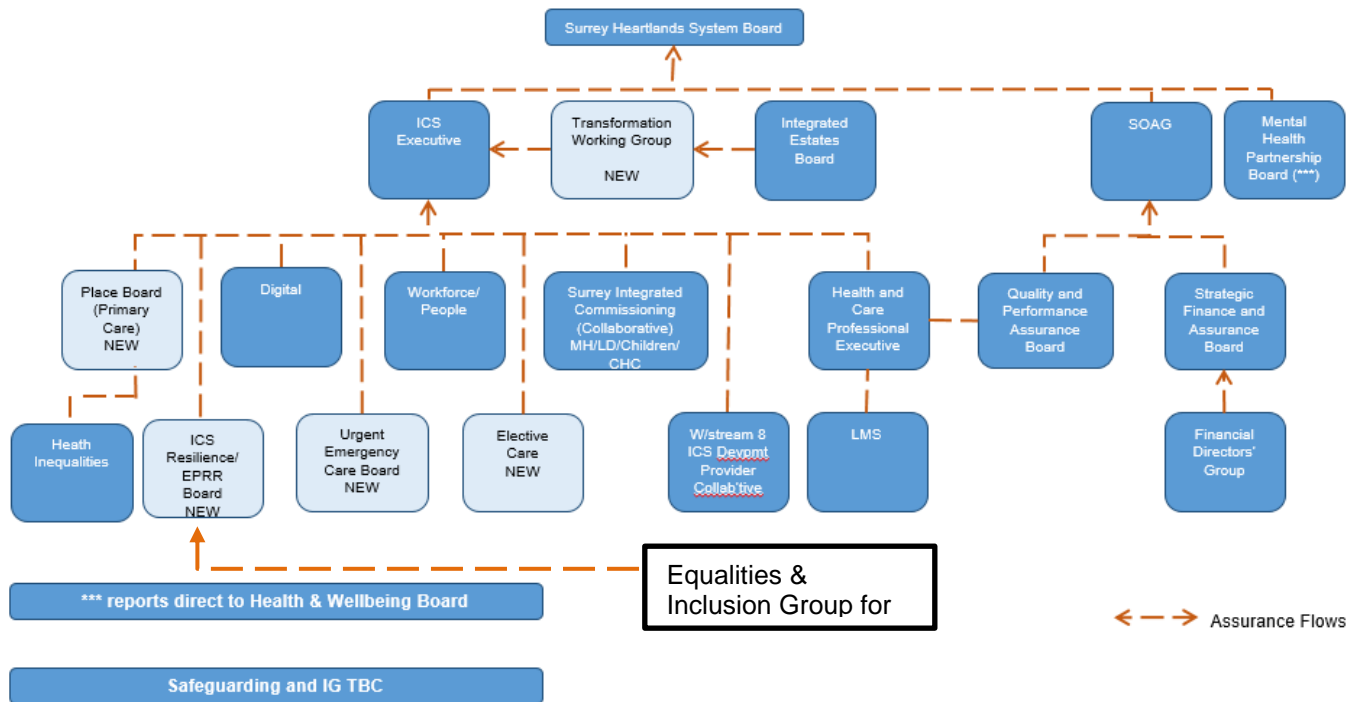 Surrey Heartlands System Board
ICS
Executive
Transformation
Working Group
NEW
Integrated
Estates
Board
SOAG
Mental
Health
Partnership
Board (***)
Place Board
(Primary
Care)
NEW
Digital
Workforce/
People
Surrey Integrated
Commissioning
(Collaborative)
MH/LD/Children/
CHC
Health and
Care
Professional
Executive
Quality and
Performance
Assurance
Board
Strategic
Finance and
Assurance
Board
Heath
Inequalities
ICS
Resilience/
EPRR
Board
NEW
Urgent
Emergency
Care Board
NEW
Elective
Care
NEW
W/stream 8
ICS Devpmt
Provider
Collab'tive
LMS
Financial
Directors'
Group
Equalities &
Inclusion Group for
*** reports direct to Health & Wellbeing Board
Assurance Flows
Safeguarding and IG TBC